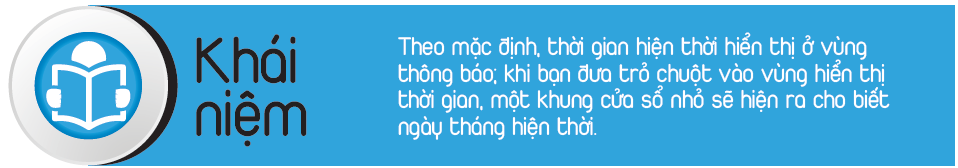 Khái
niệm
Theo mặc định, thời gian hiện thời hiển thị ở vùng
thông báo; khi bạn đưa trỏ chuột vào vùng hiển thị
thời gian, một khung cửa sổ nhỏ sẽ hiện ra cho biết
ngày tháng hiện thời.